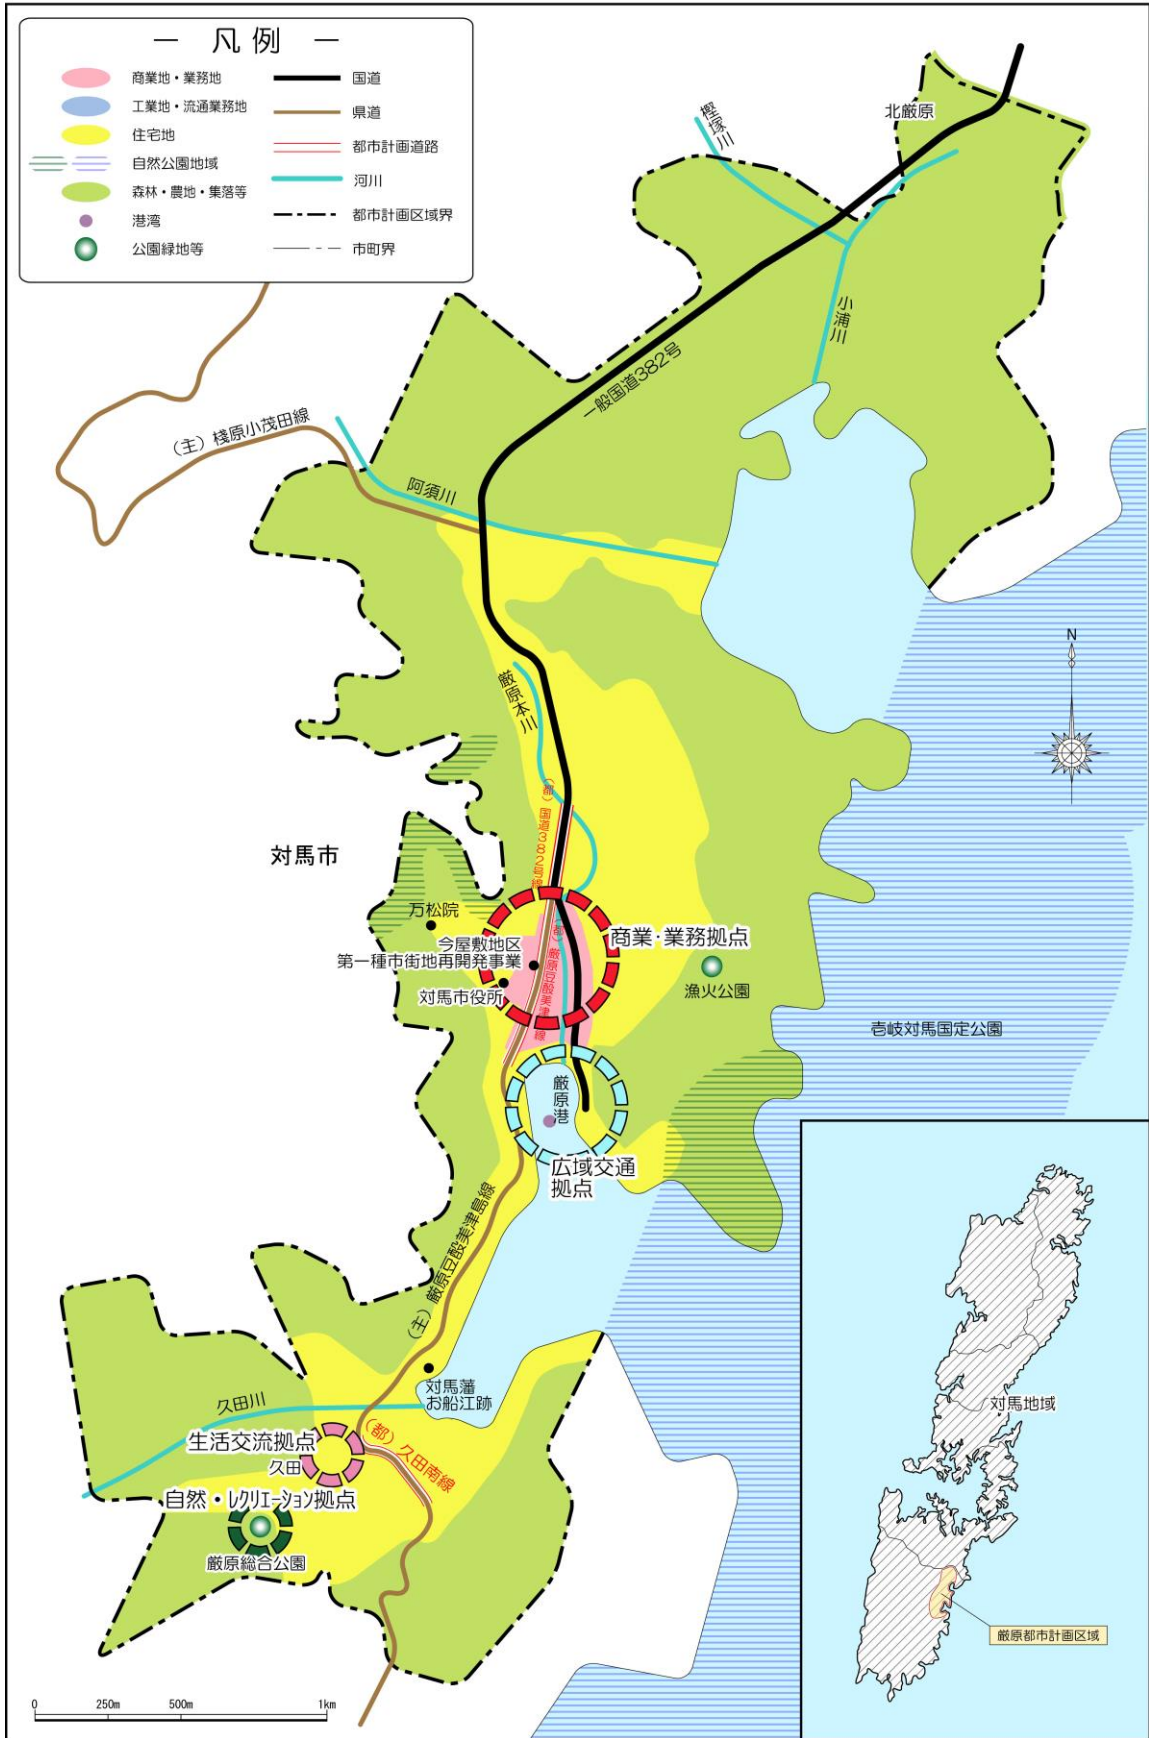 ― 凡 例 ―
商業地・業務地
工業地・流通業務地
住宅地
自然公園地域
森林・農地・集落等
港湾
公園緑地等
国道
県道
都市計画道路
河川
都市計画区域界
市町界
北厳原
樫塚川
小浦川
一般国道382号
（主）桟原小茂田線
阿須川
厳原本川
N
（都）国道382号線
対馬市
万松院
今屋敷地区
第一種市街地再開発事業
対馬市役所
（都）厳原豆酘美津島線
商業・業務拠点
漁火公園
壱岐対馬国定公園
厳原港
広域交通
拠点
（主）厳原豆酘美津島線
対馬藩
お船江跡
久田川
生活交流拠点
久田
（都）久田南線
自然・ﾚｸﾘｴｰｼｮﾝ拠点
厳原総合公園
対馬地域
厳原都市計画区域
0 250m 500m 1km